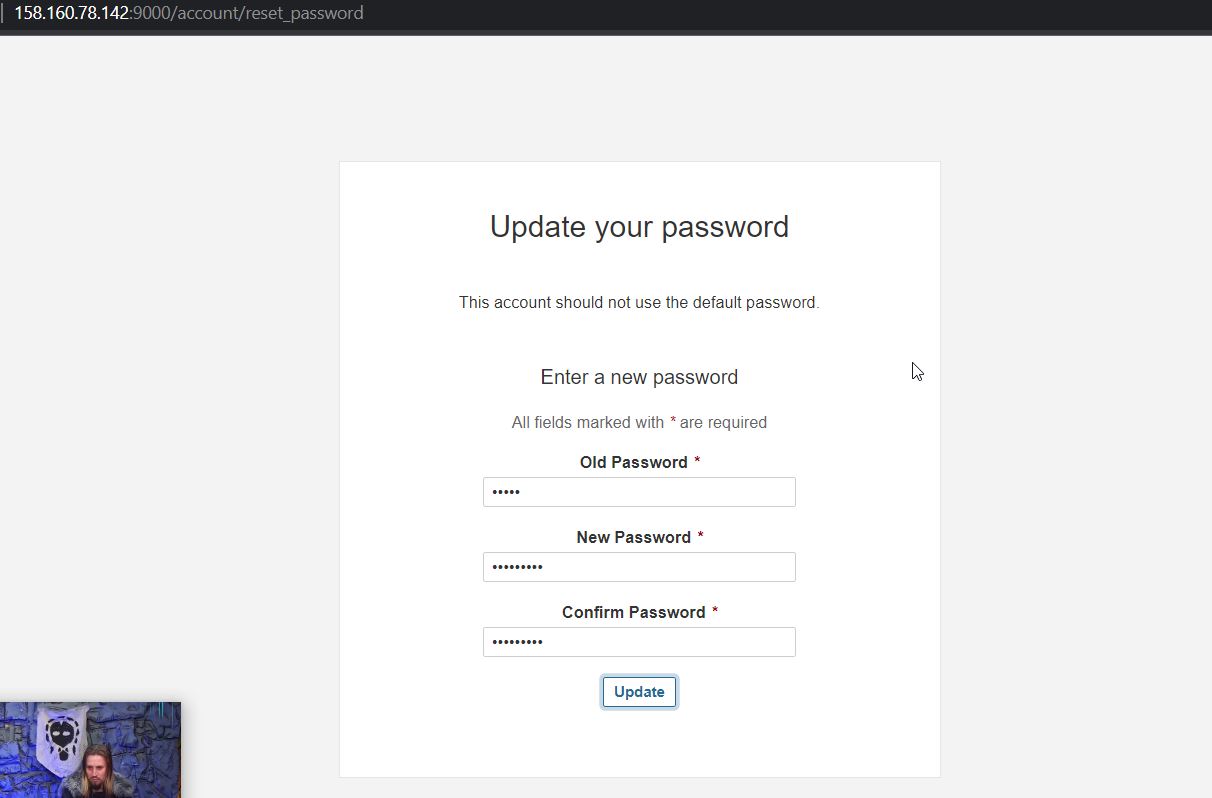 158.160.78.142:9000/account/reset_password
Update your password
This account should not use the default password.
Enter a new password
All fields marked with * are required
Old Password *
•••••
New Password *
•••••••••
Confirm Password *
•••••••••
Update